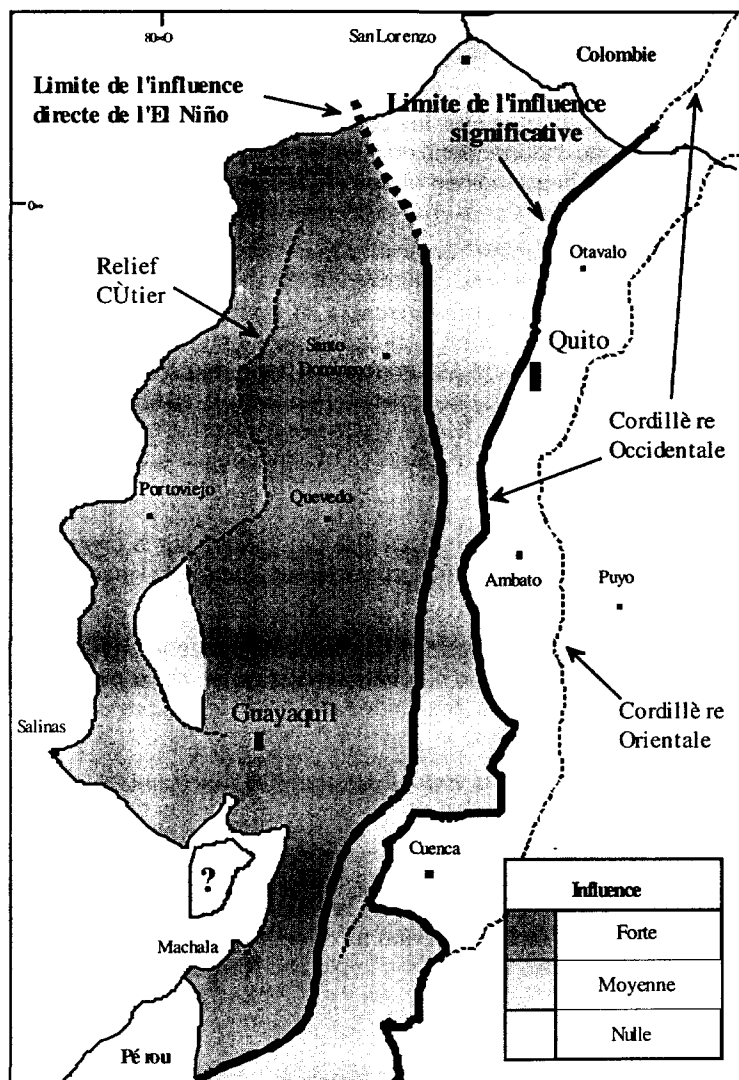 80∞O
San Lorenzo
Colombie
Limite de l'influence
directe de l'El Niño
Limite de l'influence
significative
0∞
Otavalo
Relief
CÙtier
Quito
Santo
Domingo
Cordillè re
Occidentale
Portoviejo
Quevedo
Ambato
Puyo
Salinas
Guayaquil
Cordillè re
Orientale
Cuenca
?
Machala
Pé rou
Influence
Forte
Moyenne
Nulle